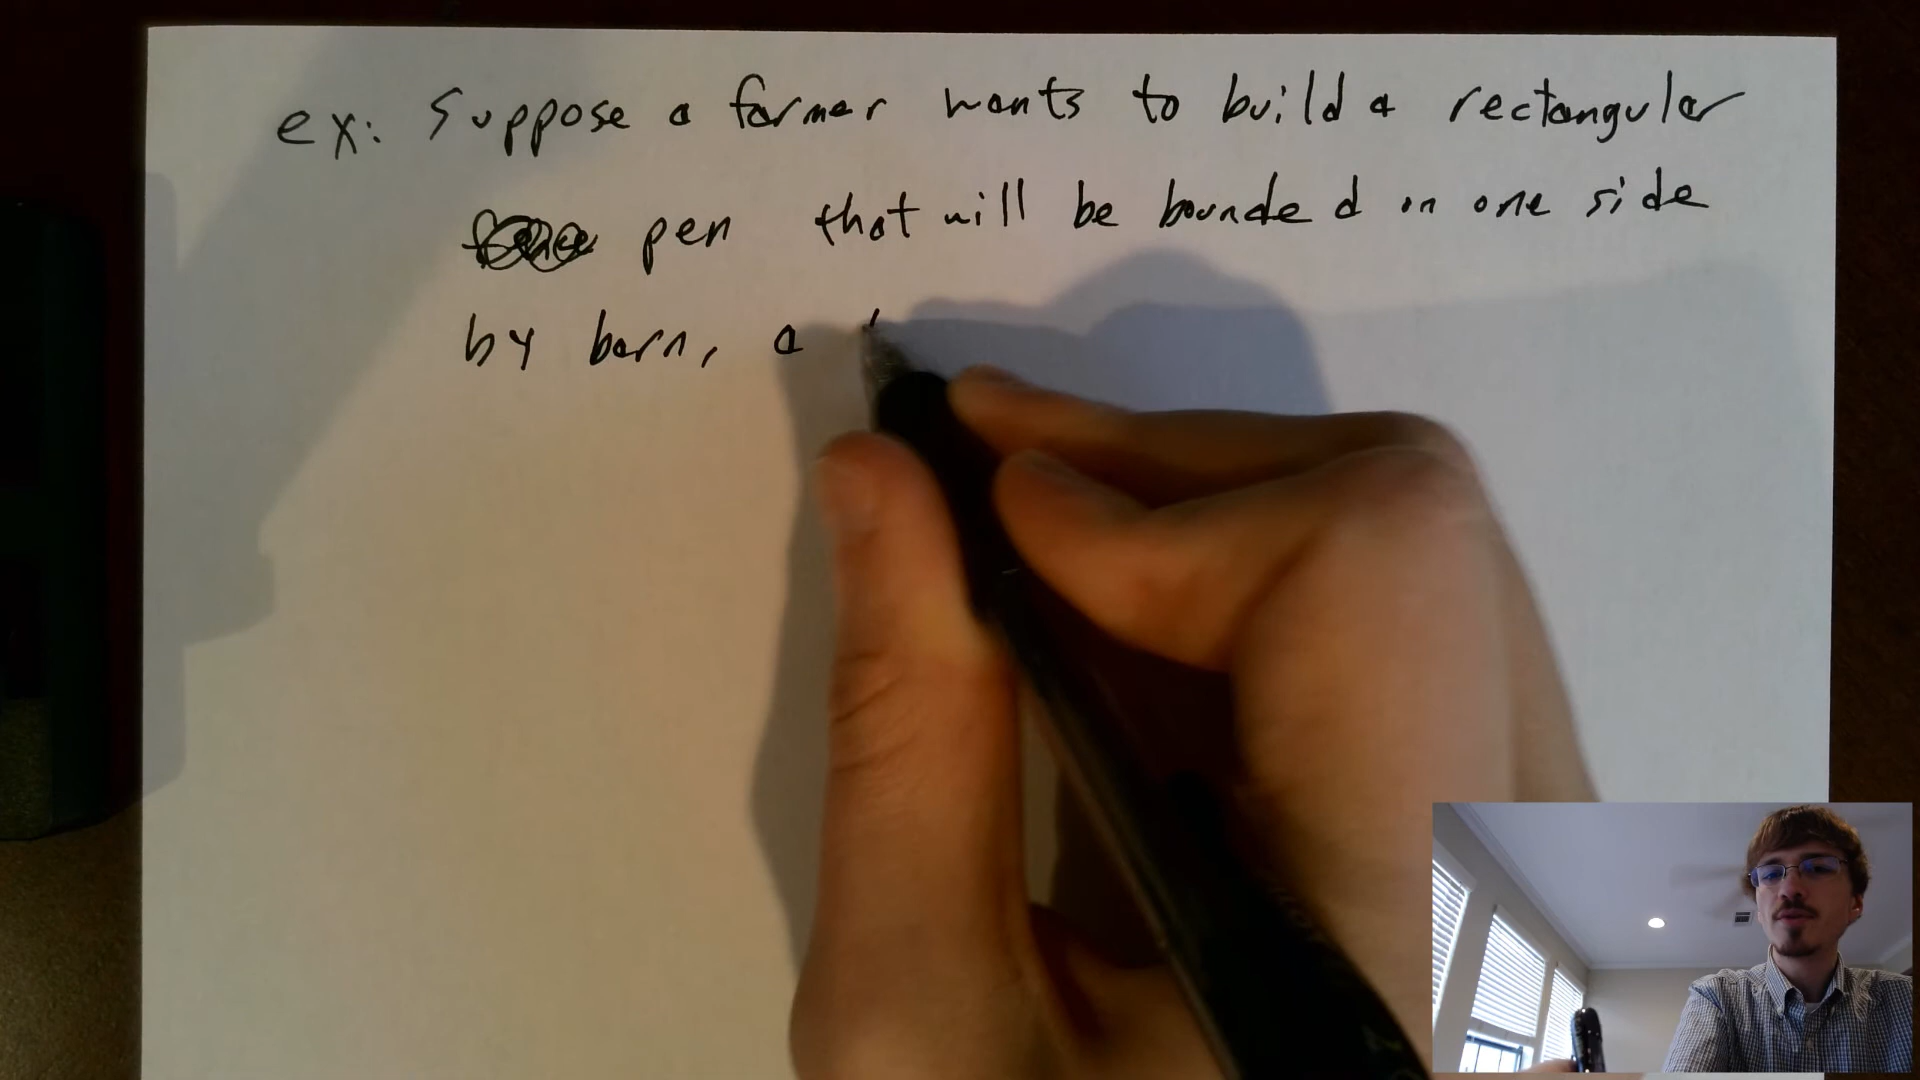 ex: Suppose a farmer wants to build a rectangular
pen that will be bounded on one side
by barn, a